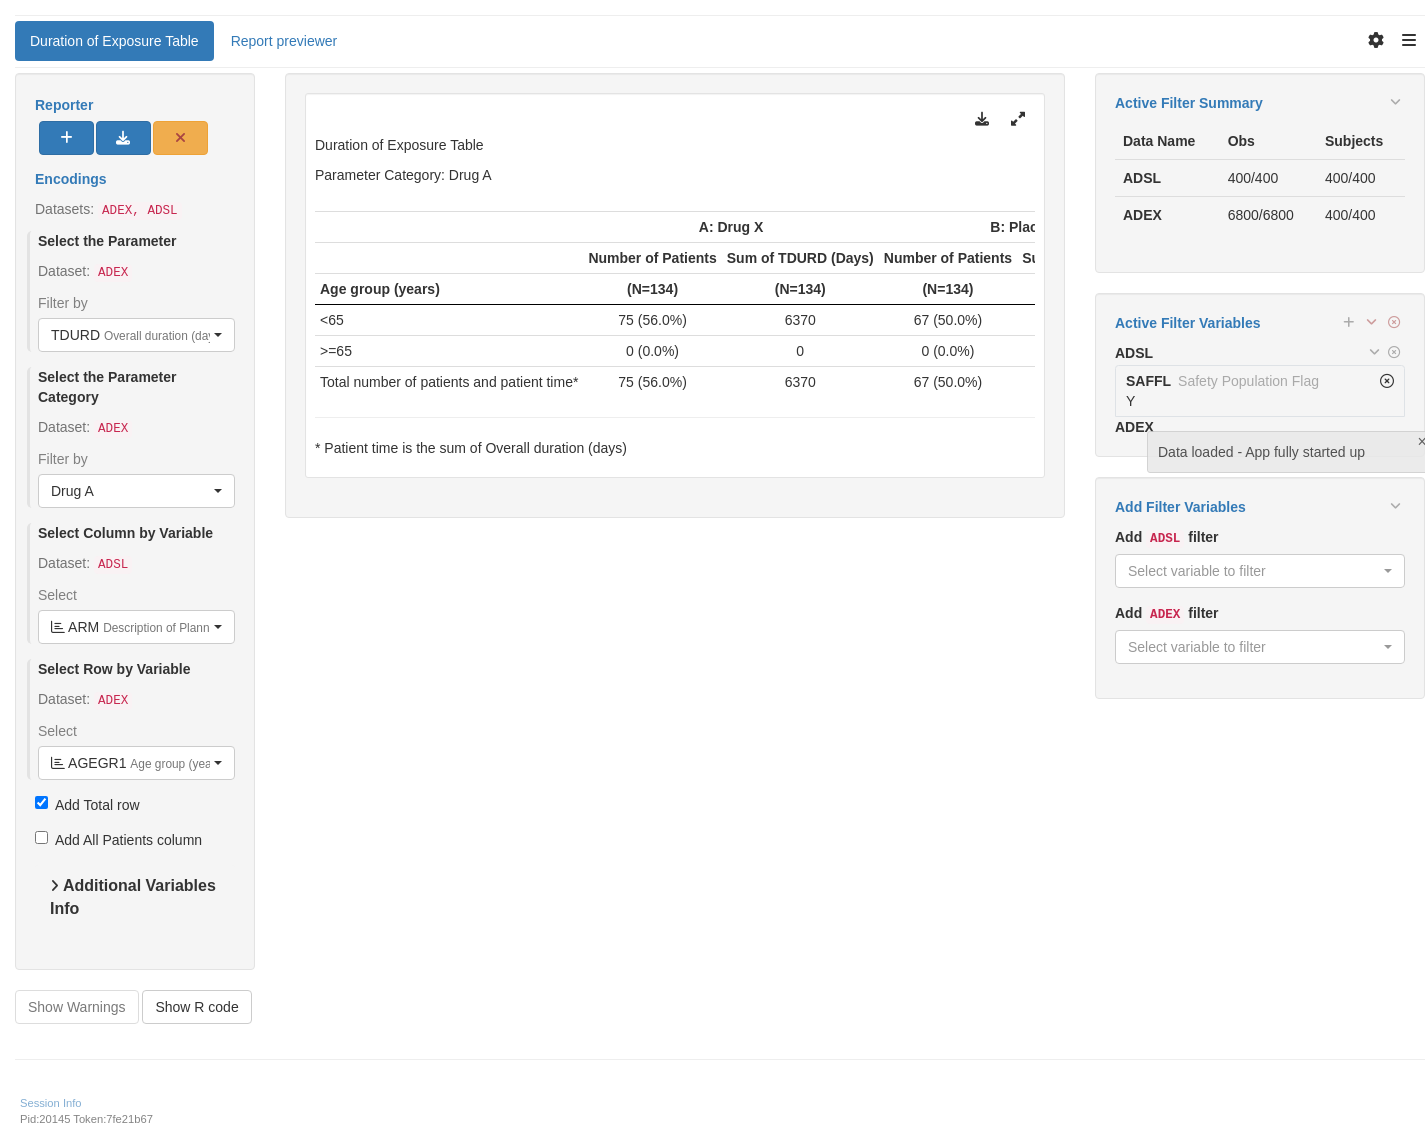 Duration of Exposure Table
Report previewer
Reporter
Encodings
Datasets: ADEX, ADSL
Select the Parameter
Dataset: ADEX
Filter by
TDURD Overall duration (day
Select the Parameter
Category
Dataset: ADEX
Filter by
Drug A
Select Column by Variable
Dataset: ADSL
Select
ARM Description of Plann
Select Row by Variable
Dataset: ADEX
Select
AGEGR1 Age group (yea
Add Total row
Add All Patients column
Additional Variables
Info
Show Warnings
Show R code
Duration of Exposure Table
Parameter Category: Drug A
A: Drug X B: Plac
Number of Patients Sum of TDURD (Days) Number of Patients Su
Age group (years) (N=134) (N=134) (N=134)
<65 75 (56.0%) 6370 67 (50.0%)
>=65 0 (0.0%) 0 0 (0.0%)
Total number of patients and patient time* 75 (56.0%) 6370 67 (50.0%)
* Patient time is the sum of Overall duration (days)
Active Filter Summary
Data Name Obs Subjects
ADSL 400/400 400/400
ADEX 6800/6800 400/400
Active Filter Variables
ADSL
SAFFL Safety Population Flag
Y
ADEX
Data loaded - App fully started up
Add Filter Variables
Add ADSL filter
Select variable to filter
Add ADEX filter
Select variable to filter
Session Info
Pid:20145 Token:7fe21b67